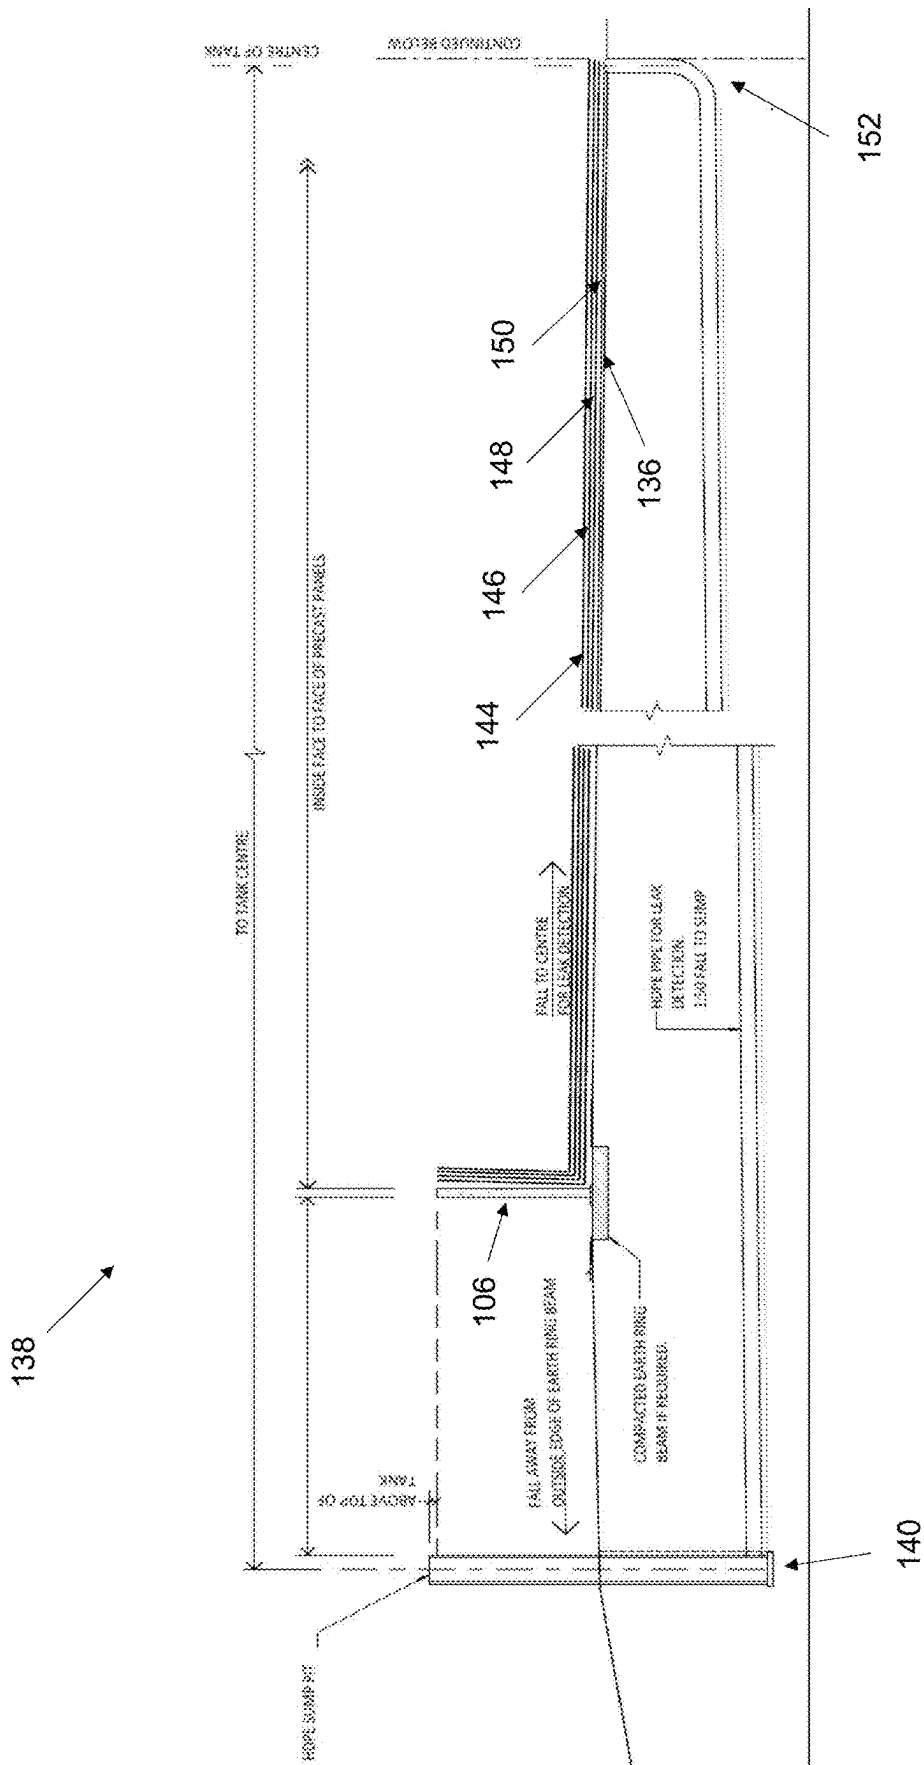 138
HDPE SUMP PIT
ABOVE TOP OF
TANK
TO TANK CENTRE
INSIDE FACE TO FACE OF PRECAST PANELS
CENTRE OF TANK
CONTINUED BELOW
106
FALL AWAY FROM
OUTSIDE EDGE OF EARTH RING BEAM
FALL TO CENTRE
FOR LEAK DETECTION
144
146
148
150
136
COMPACTED EARTH RING
BEAM IF REQUIRED.
HDPE PIPE FOR LEAK
DETECTION.
1:50 FALL TO SUMP
140
152